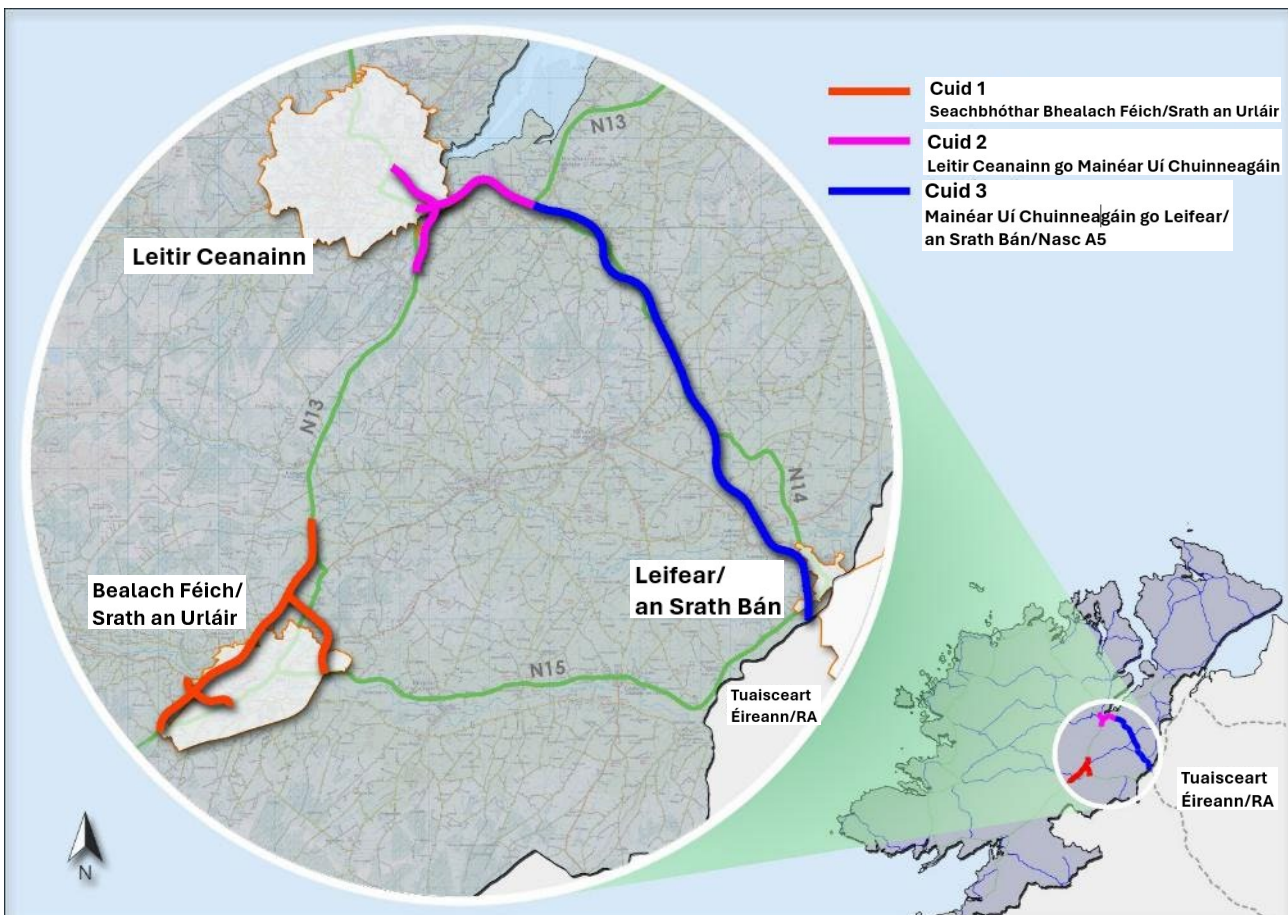 Cuid 1
Seachbhóthar Bhealach Féich/Srath an Urláir
Cuid 2
Leitir Ceanainn go Mainéar Uí Chuinneagáin
Cuid 3
Mainéar Uí Chuinneagáin go Leifear/
an Srath Bán/Nasc A5
N13
Leitir Ceanainn
N13
N14
Bealach Féich/
Srath an Urláir
Leifear/
an Srath Bán
N15
Tuaisceart
Éireann/RA
Tuaisceart
Éireann/RA
N